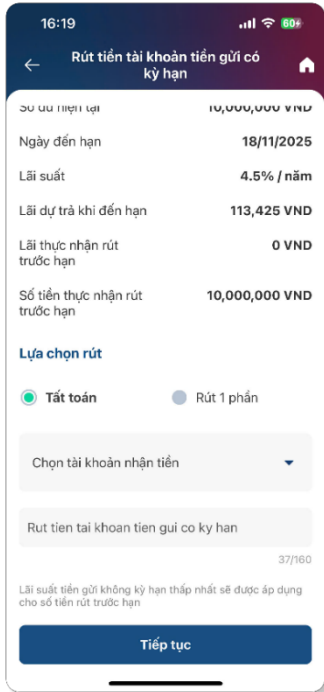 16:19
60
Rút tiền tài khoản tiền gửi có
kỳ hạn
Số dư hiện tại 10,000,000 VND
Ngày đến hạn 18/11/2025
Lãi suất 4.5% / năm
Lãi dự trả khi đến hạn 113,425 VND
Lãi thực nhận rút 0 VND
trước hạn
Số tiền thực nhận rút 10,000,000 VND
trước hạn
Lựa chọn rút
Tất toán Rút 1 phần
Chọn tài khoản nhận tiền
Rut tien tai khoan tien gui co ky han
37/160
Lãi suất tiền gửi không kỳ hạn thấp nhất sẽ được áp dụng
cho số tiền rút trước hạn
Tiếp tục